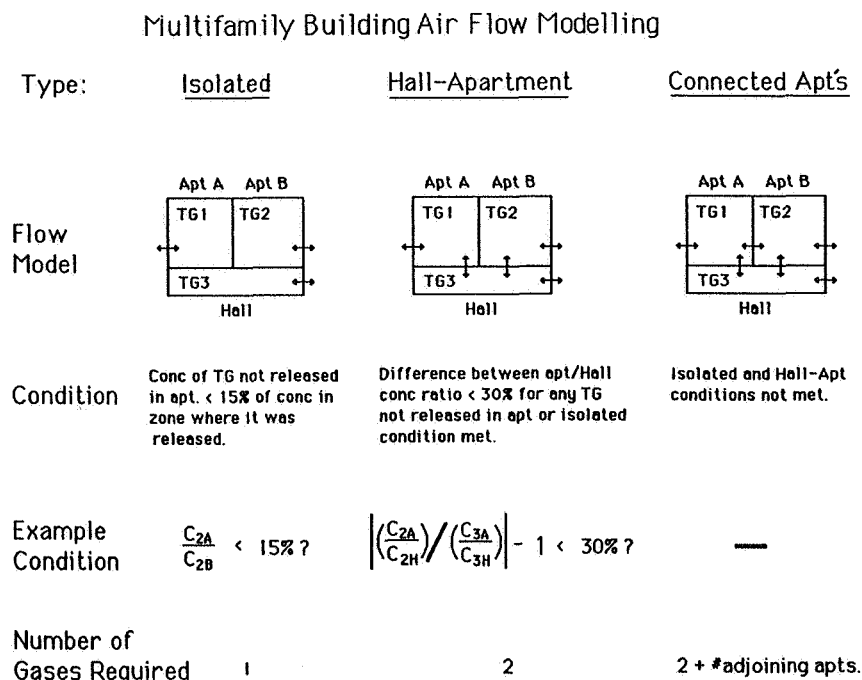 Multifamily Building Air Flow Modelling
Type: Isolated Hall-Apartment Connected Apt's
Apt A Apt B Apt A Apt B Apt A Apt B
TG1 TG2 TG1 TG2 TG1 TG2
Flow
Model
TG3 TG3 TG3
Hall Hall Hall
Condition
Conc of TG not released
in apt. < 15% of conc in
zone where it was
released.
Difference between apt/Hall
conc ratio < 30% for any TG
not released in apt or isolated
condition met.
Isolated and Hall-Apt
conditions not met.
Example
Condition
C2A
C2B
< 15% ?
|(C2A/C2H)/(C3A/C3H)| - 1 < 30% ?
—
Number of
Gases Required 1 2 2 + #adjoining apts.